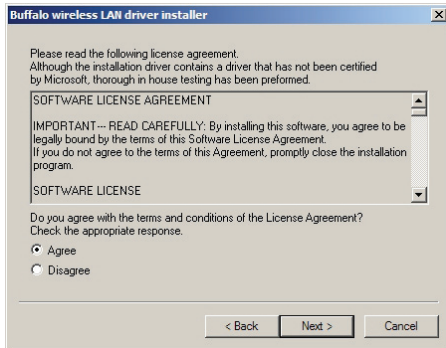 Buffalo wireless LAN driver installer
Please read the following license agreement.
Although the installation driver contains a driver that has not been certified
by Microsoft, thorough in house testing has been preformed.
SOFTWARE LICENSE AGREEMENT
IMPORTANT--- READ CAREFULLY: By installing this software, you agree to be
legally bound by the terms of this Software License Agreement.
If you do not agree to the terms of this Agreement, promptly close the installation
program.
SOFTWARE LICENSE
Do you agree with the terms and conditions of the License Agreement?
Check the appropriate response.
Agree
Disagree
< Back Next > Cancel